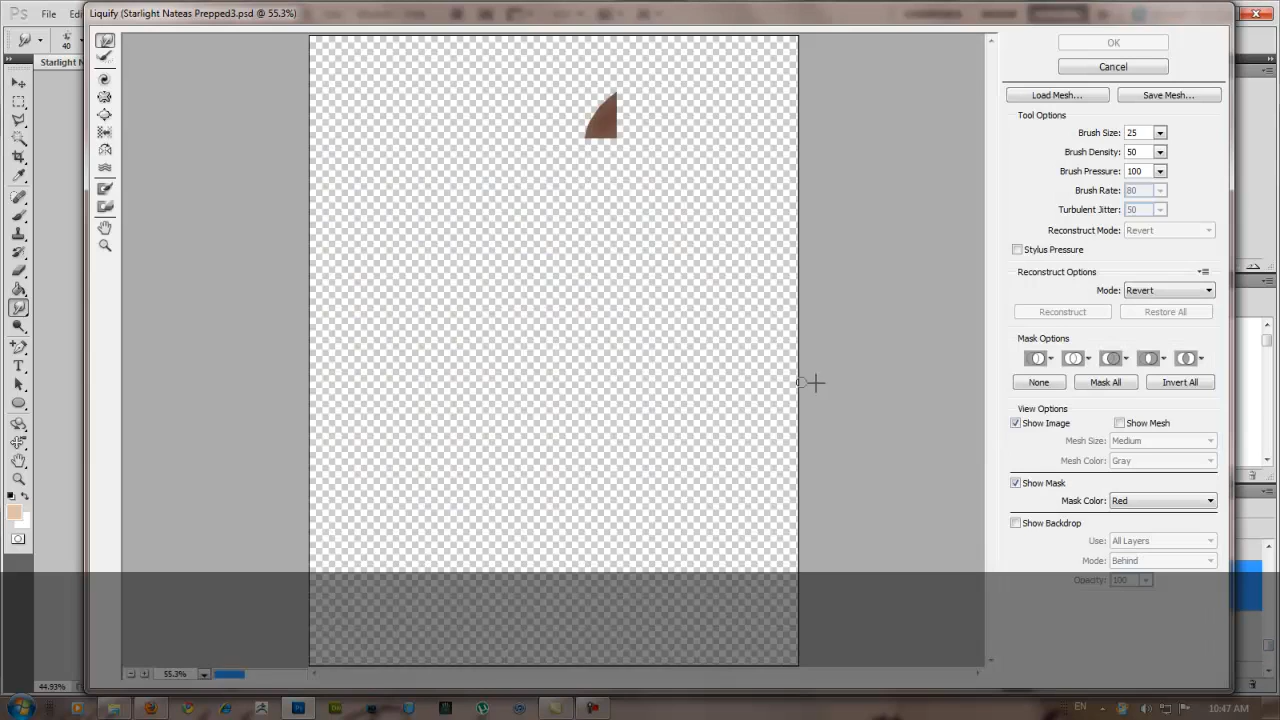 Liquify (Starlight Nateas Prepped3.psd @ 55.3%)
Ps File Edi
40
Starlight N
OK
Cancel
Load Mesh... Save Mesh...
Tool Options
Brush Size: 25
Brush Density: 50
Brush Pressure: 100
Brush Rate: 80
Turbulent Jitter: 50
Reconstruct Mode: Revert
Stylus Pressure
Reconstruct Options
Mode: Revert
Reconstruct Restore All
Mask Options
None Mask All Invert All
View Options
Show Image Show Mesh
Mesh Size: Medium
Mesh Color: Gray
Show Mask
Mask Color: Red
Show Backdrop
Use: All Layers
Mode: Behind
Opacity: 100
55.3%
44.93%
EN 10:47 AM